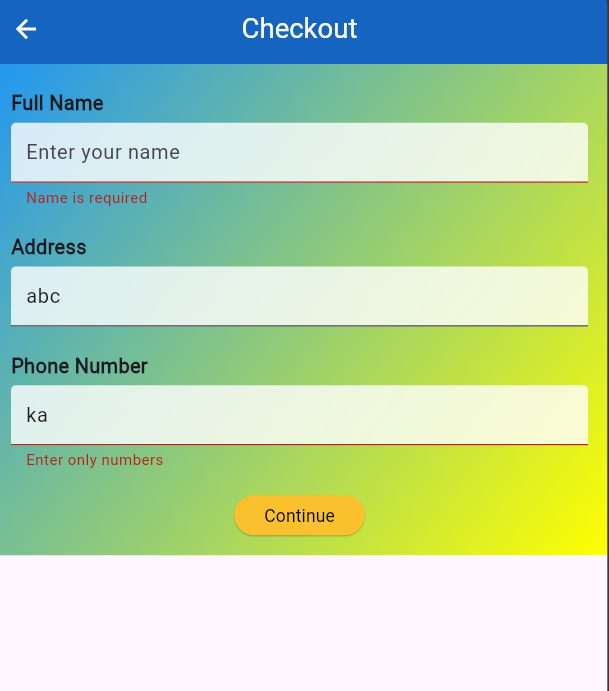 Checkout
Full Name
Enter your name
Name is required
Address
abc
Phone Number
ka
Enter only numbers
Continue